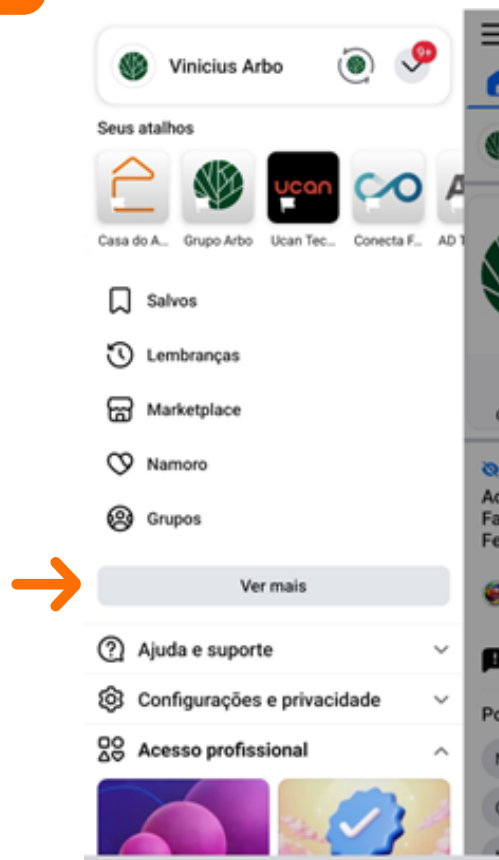 Vinicius Arbo
9+
Seus atalhos
ucan
Casa do A...
Grupo Arbo
Ucan Tec...
Conecta F...
AD
Salvos
Lembranças
Marketplace
Namoro
Grupos
Ver mais
Ajuda e suporte
Configurações e privacidade
Acesso profissional